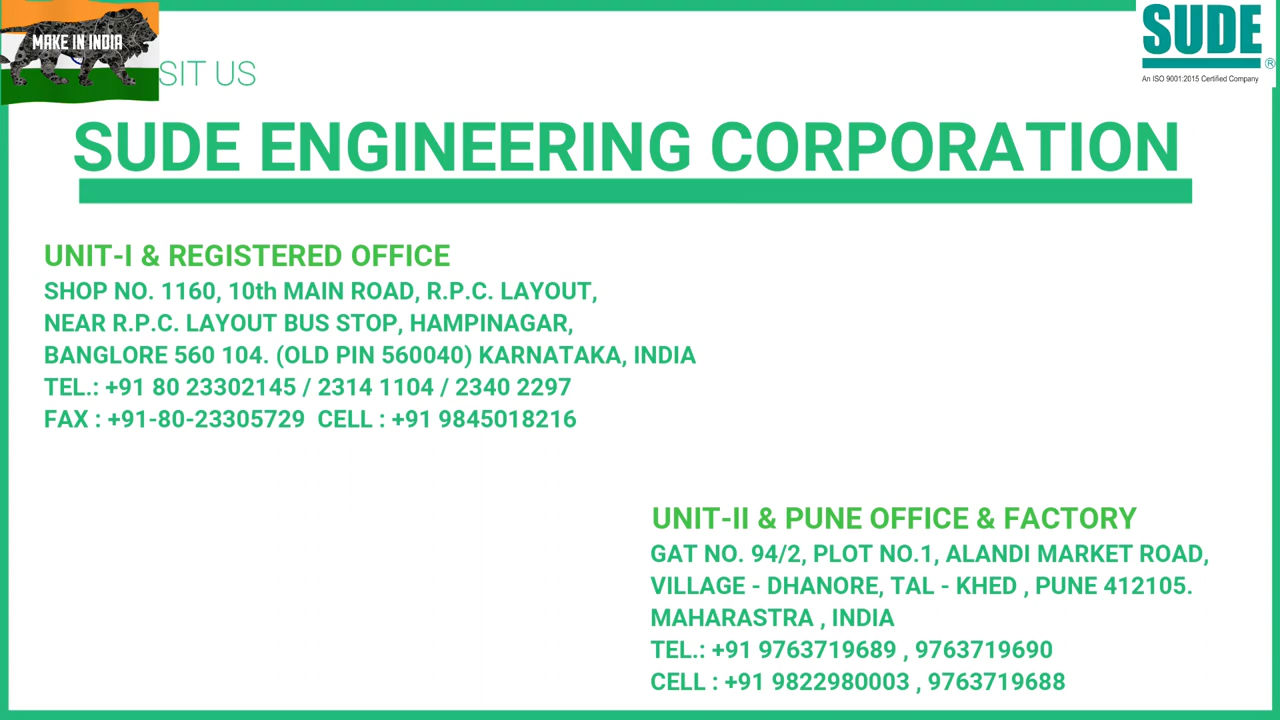 MAKE IN INDIA
SUDE
®
An ISO 9001:2015 Certified Company
SIT US
SUDE ENGINEERING CORPORATION
UNIT-I & REGISTERED OFFICE
SHOP NO. 1160, 10th MAIN ROAD, R.P.C. LAYOUT,
NEAR R.P.C. LAYOUT BUS STOP, HAMPINAGAR,
BANGLORE 560 104. (OLD PIN 560040) KARNATAKA, INDIA
TEL.: +91 80 23302145 / 2314 1104 / 2340 2297
FAX : +91-80-23305729  CELL : +91 9845018216
UNIT-II & PUNE OFFICE & FACTORY
GAT NO. 94/2, PLOT NO.1, ALANDI MARKET ROAD,
VILLAGE - DHANORE, TAL - KHED , PUNE 412105.
MAHARASTRA , INDIA
TEL.: +91 9763719689 , 9763719690
CELL : +91 9822980003 , 9763719688